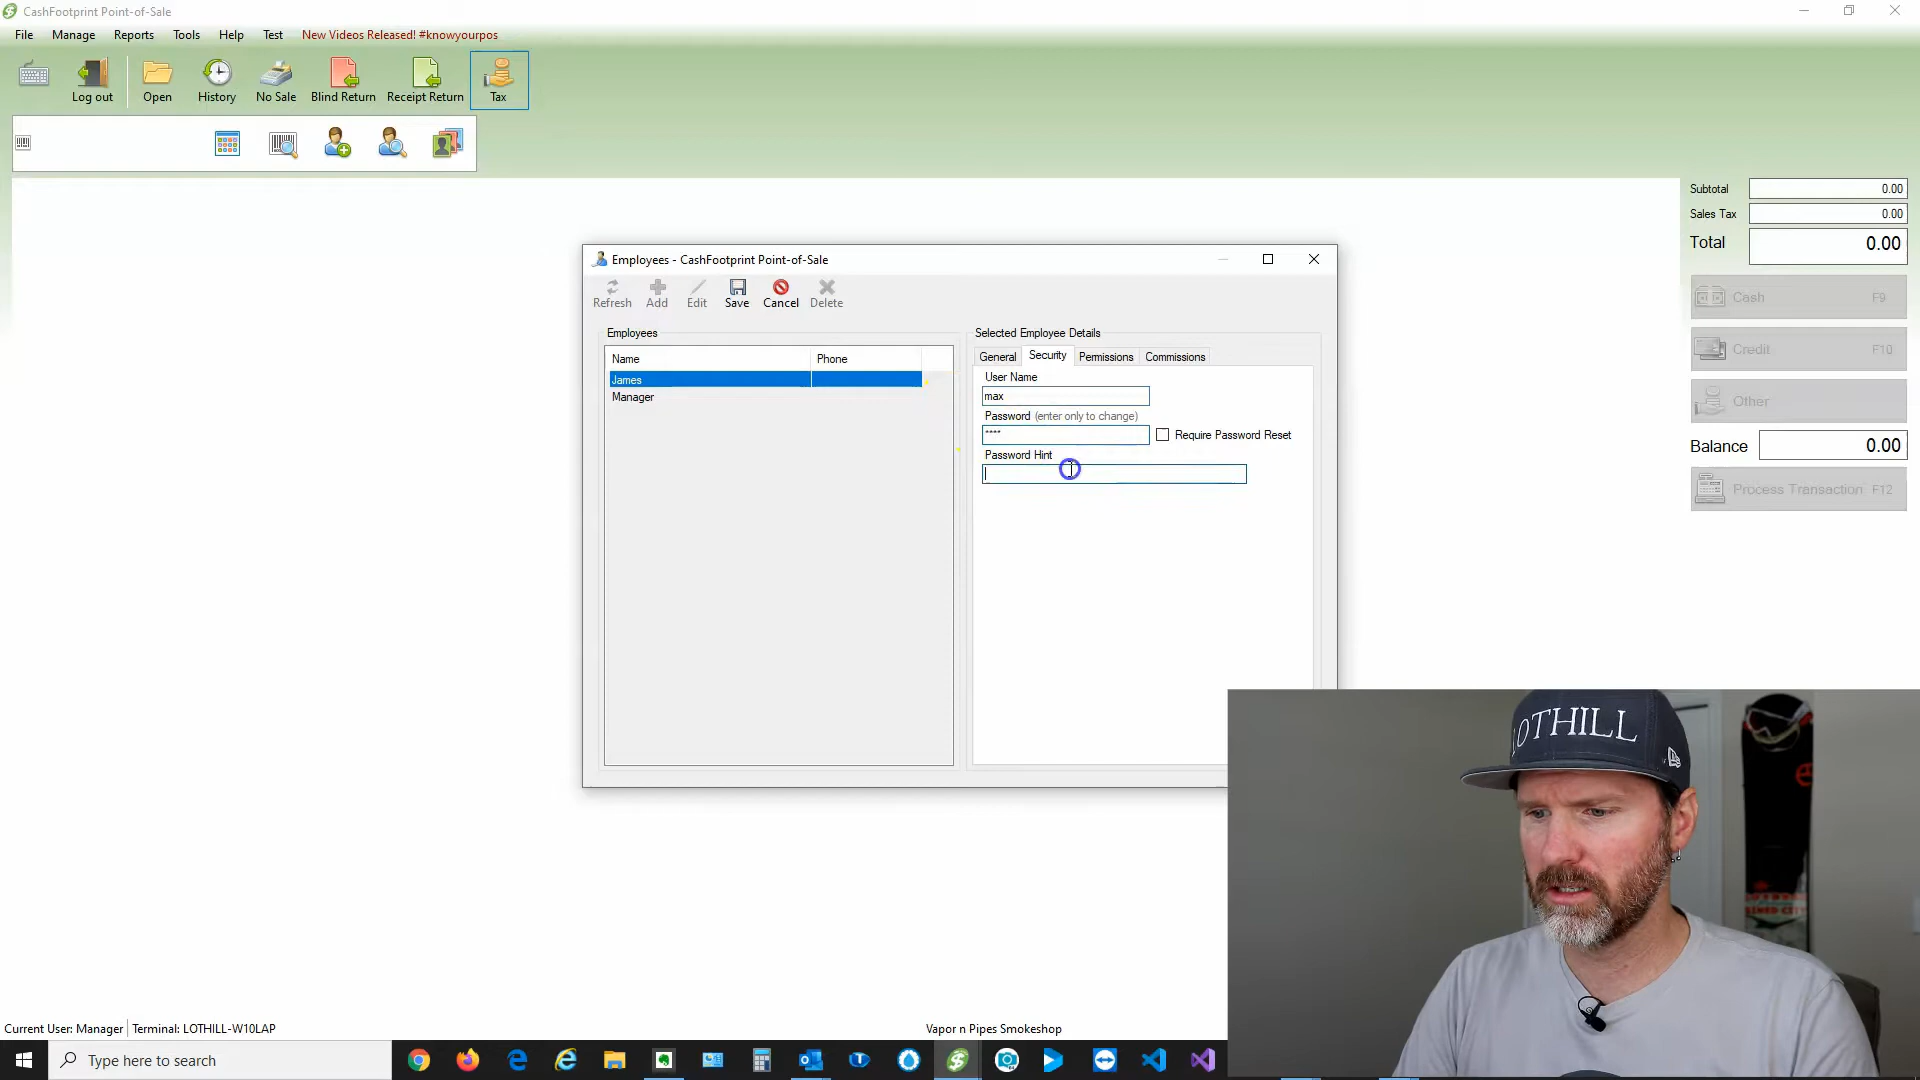 CashFootprint Point-of-Sale
File Manage Reports Tools Help Test New Videos Released! #knowyourpos
Log out Open History No Sale Blind Return Receipt Return Tax
Subtotal 0.00
Sales Tax 0.00
Total 0.00
Cash F9
Credit F10
Other
Balance 0.00
Process Transaction F12
Employees - CashFootprint Point-of-Sale
Refresh Add Edit Save Cancel Delete
Employees
Name Phone
James
Manager
Selected Employee Details
General Security Permissions Commissions
User Name
max
Password (enter only to change)
****
Require Password Reset
Password Hint
LOTHILL
Current User: Manager Terminal: LOTHILL-W10LAP
Vapor n Pipes Smokeshop
Type here to search